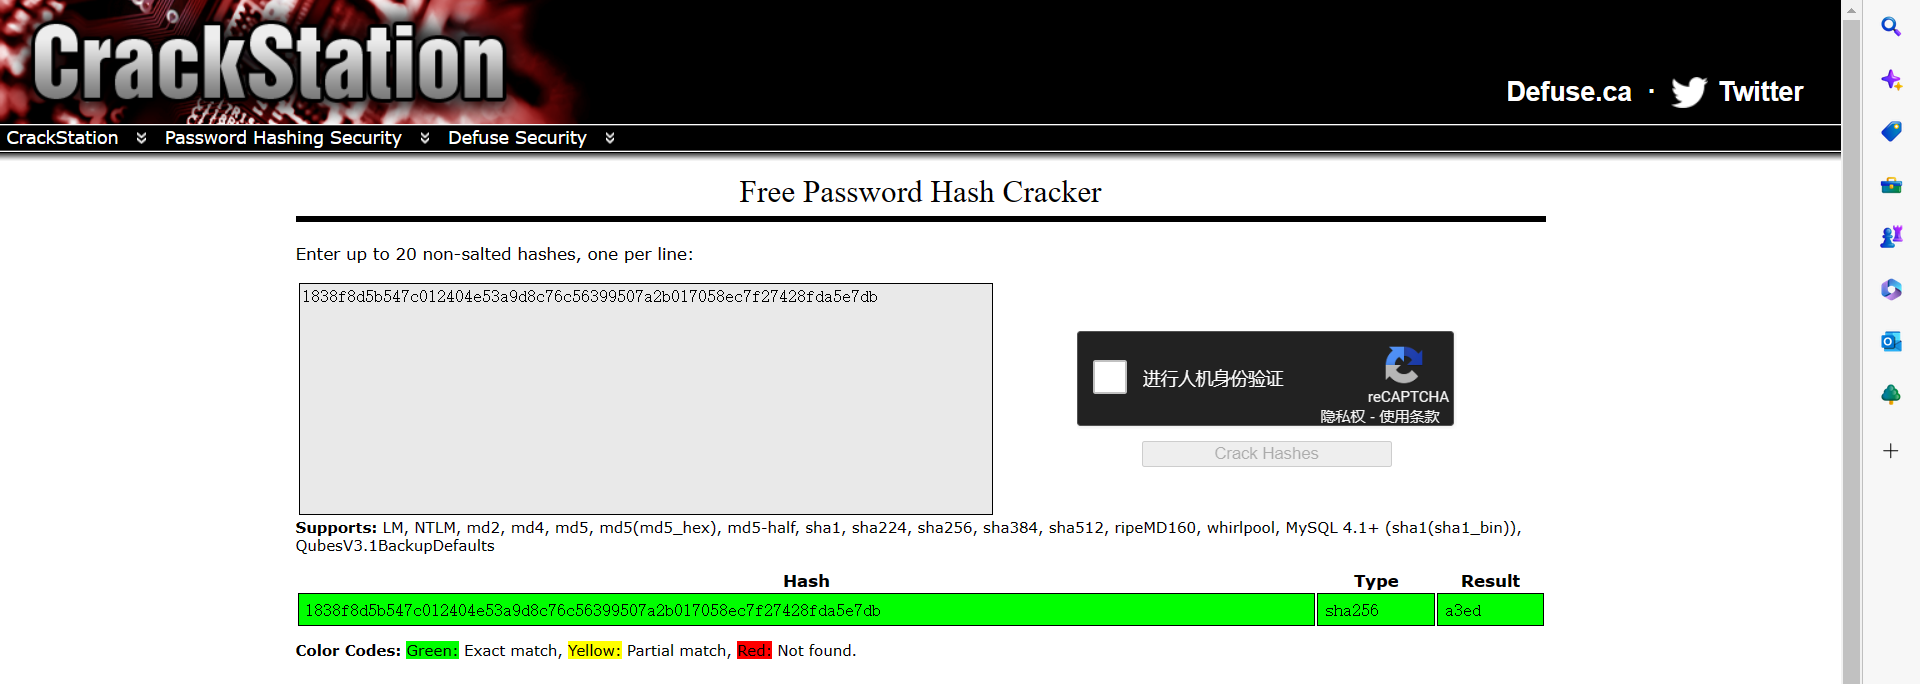 CrackStation
Defuse.ca · Twitter
CrackStation Password Hashing Security Defuse Security
Free Password Hash Cracker
Enter up to 20 non-salted hashes, one per line:
1838f8d5b547c012404e53a9d8c76c56399507a2b017058ec7f27428fda5e7db
进行人机身份验证
reCAPTCHA
隐私权 - 使用条款
Crack Hashes
Supports: LM, NTLM, md2, md4, md5, md5(md5_hex), md5-half, sha1, sha224, sha256, sha384, sha512, ripeMD160, whirlpool, MySQL 4.1+ (sha1(sha1_bin)),
QubesV3.1BackupDefaults
Hash Type Result
1838f8d5b547c012404e53a9d8c76c56399507a2b017058ec7f27428fda5e7db sha256 a3ed
Color Codes: Green: Exact match, Yellow: Partial match, Red: Not found.